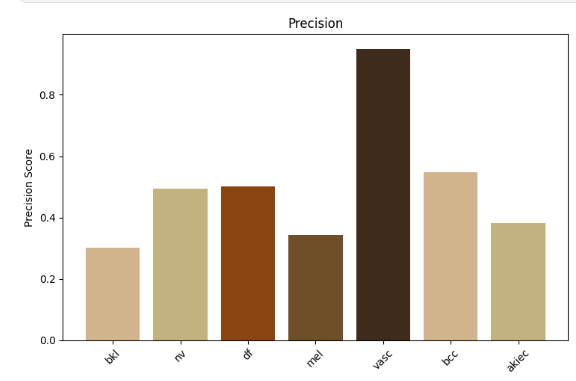 Precision
Precision Score
0.8
0.6
0.4
0.2
0.0
bkl
nv
df
mel
vasc
bcc
akiec